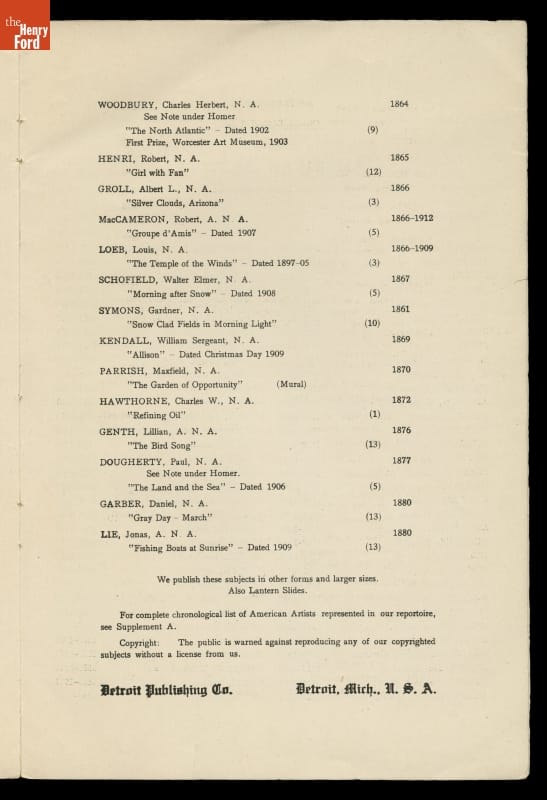 the
Henry
Ford
WOODBURY, Charles Herbert, N. A. 1864
See Note under Homer
"The North Atlantic" – Dated 1902 (9)
First Prize, Worcester Art Museum, 1903
HENRI, Robert, N. A. 1865
"Girl with Fan" (12)
GROLL, Albert L., N. A. 1866
"Silver Clouds, Arizona" (3)
MacCAMERON, Robert, A. N. A. 1866-1912
"Groupe d'Amis" – Dated 1907 (5)
LOEB, Louis, N. A. 1866-1909
"The Temple of the Winds" – Dated 1897-05 (3)
SCHOFIELD, Walter Elmer, N. A. 1867
"Morning after Snow" – Dated 1908 (5)
SYMONS, Gardner, N. A. 1861
"Snow Clad Fields in Morning Light" (10)
KENDALL, William Sergeant, N. A. 1869
"Allison" – Dated Christmas Day 1909
PARRISH, Maxfield, N. A. 1870
"The Garden of Opportunity" (Mural)
HAWTHORNE, Charles W., N. A. 1872
"Refining Oil" (1)
GENTH, Lillian, A. N. A. 1876
"The Bird Song" (13)
DOUGHERTY, Paul, N. A. 1877
See Note under Homer.
"The Land and the Sea" – Dated 1906 (5)
GARBER, Daniel, N. A. 1880
"Gray Day – March" (13)
LIE, Jonas, A. N. A. 1880
"Fishing Boats at Sunrise" – Dated 1909 (13)
We publish these subjects in other forms and larger sizes.
Also Lantern Slides.
For complete chronological list of American Artists represented in our reportoire,
see Supplement A.
Copyright: The public is warned against reproducing any of our copyrighted
subjects without a license from us.
Detroit Publishing Co. Detroit, Mich., U. S. A.